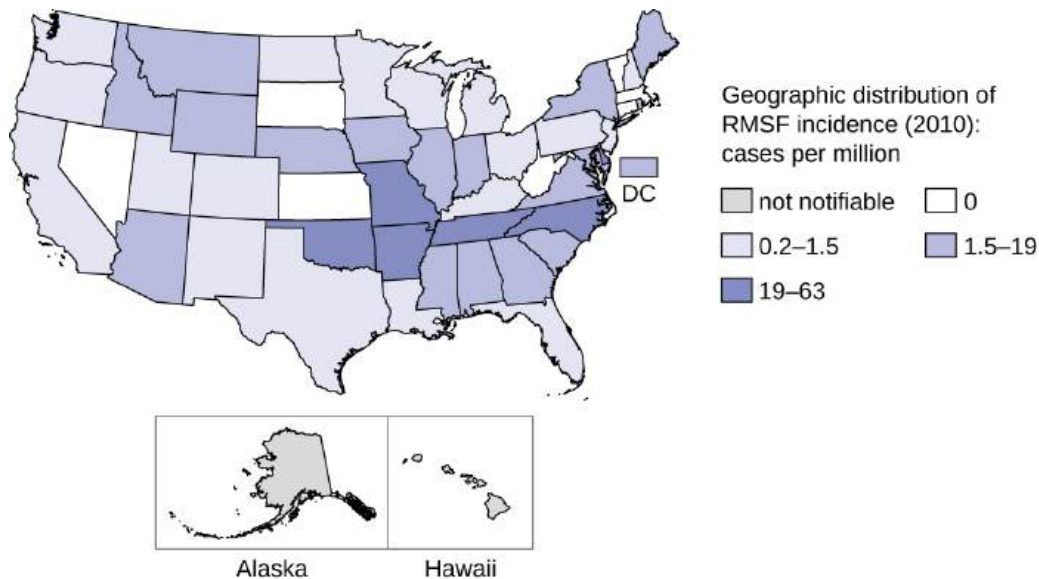 Geographic distribution of
RMSF incidence (2010):
cases per million
not notifiable 0
0.2–1.5 1.5–19
19–63
DC
Alaska Hawaii